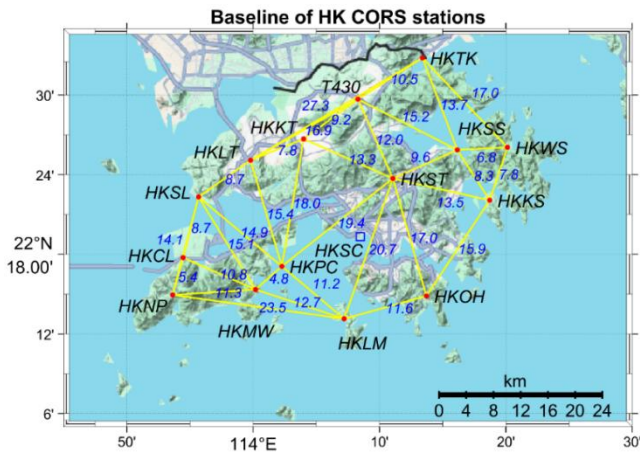 Baseline of HK CORS stations
HKTK
T430
10.5
30'
27.3
17.0
13.7
HKKT
9.2
16.9
15.2
HKSS
HKLT
7.8
12.0
HKWS
9.6
6.8
13.3
24'
8.7
HKST
8.3
7.8
HKSL
HKKS
18.0
13.5
15.4
19.4
8.7
14.9
17.0
14.1
15.1
HKSC
20.7
15.9
22°N
HKCL
HKPC
18.00'
10.8
4.8
11.2
5.4
HKNP
11.3
HKOH
12.7
23.5
11.6
12'
HKMW
HKLM
km
0 4 8 12 16 20 24
6'
50' 114°E 10' 20' 30'